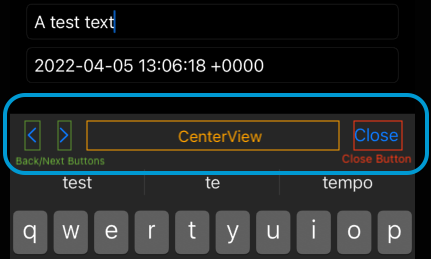 A test text
2022-04-05 13:06:18 +0000
< > CenterView Close
Back/Next Buttons Close Button
test te tempo
q w e r t y u i o p